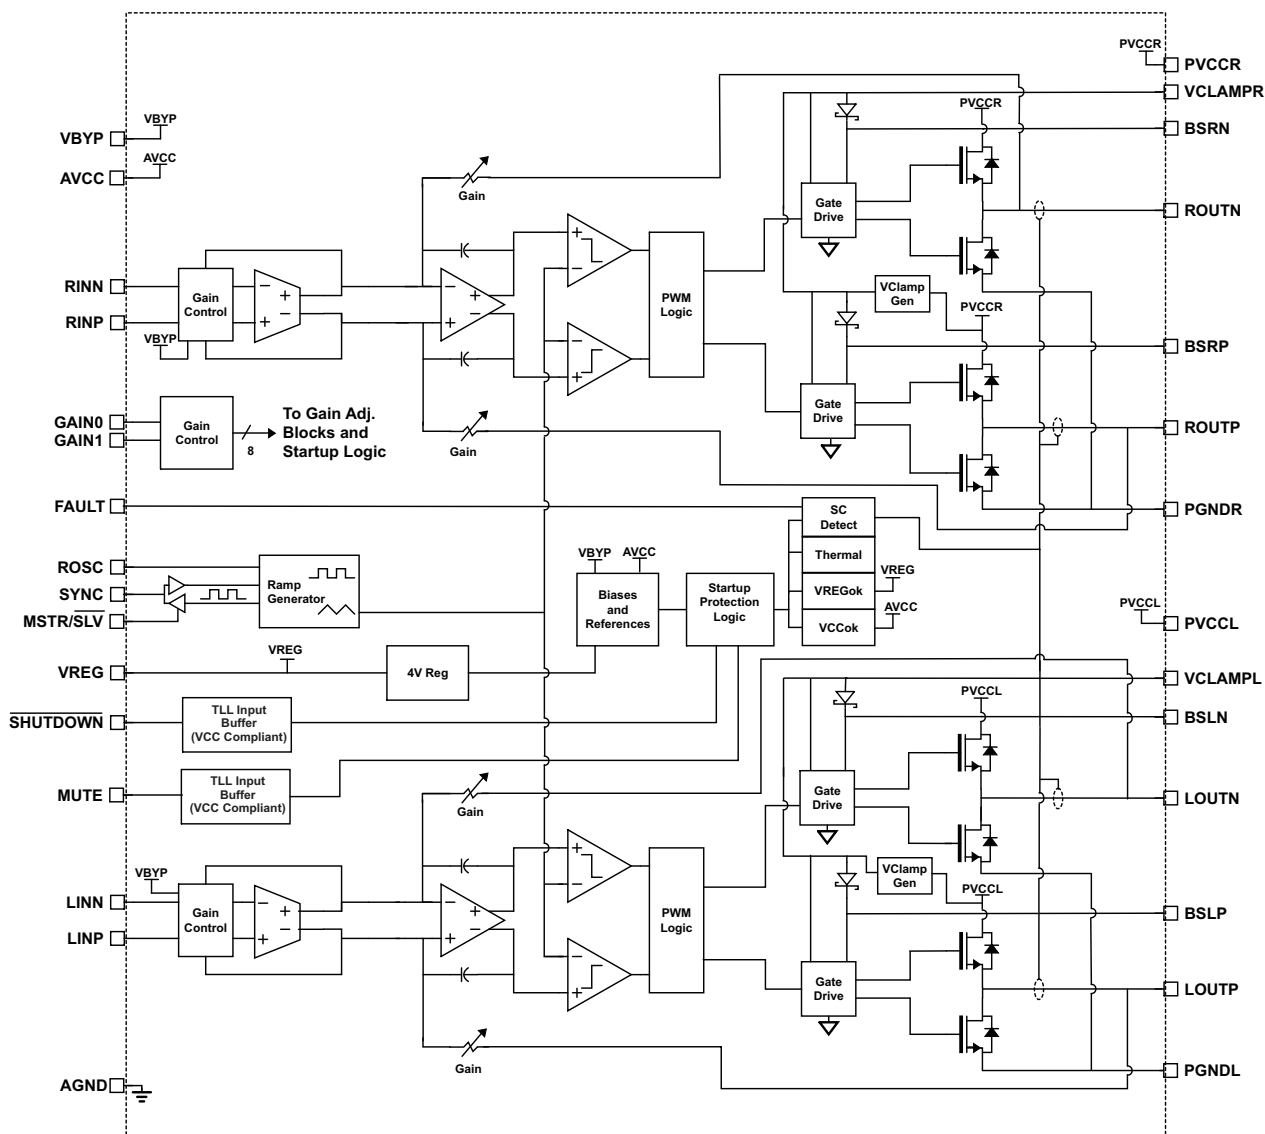 PVCCR
PVCCR
VCLAMPR
VBYP
VBYP
PVCCR
BSRN
AVCC
AVCC
Gain
Gate
Drive
ROUTN
RINN
RINP
Gain
Control
VBYP
− +
+ −
− +
+ −
+
−
−
+
PWM
Logic
VClamp
Gen
PVCCR
BSRP
GAIN0
GAIN1
Gain
Control
8
To Gain Adj.
Blocks and
Startup Logic
Gain
Gate
Drive
ROUTP
FAULT
SC
Detect
PGNDR
ROSC
SYNC
MSTR/SLV
Ramp
Generator
VBYP
AVCC
Biases
and
References
Startup
Protection
Logic
Thermal
VREGok
VREG
VCCok
AVCC
PVCCL
PVCCL
VREG
VREG
4V Reg
VCLAMPL
SHUTDOWN
TLL Input
Buffer
(VCC Compliant)
PVCCL
BSLN
MUTE
TLL Input
Buffer
(VCC Compliant)
Gain
Gate
Drive
LOUTN
VBYP
LINN
LINP
Gain
Control
− +
+ −
− +
+ −
+
−
−
+
PWM
Logic
VClamp
Gen
PVCCL
BSLP
Gate
Drive
LOUTP
Gain
AGND
PGNDL